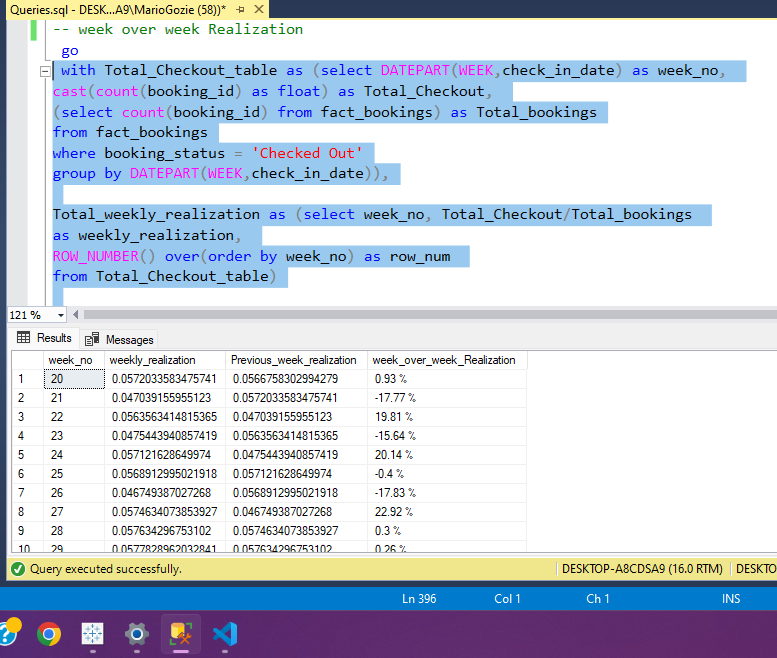 Queries.sql - DESK...A9\MarioGozie (58))*
-- week over week Realization
go
with Total_Checkout_table as (select DATEPART(WEEK,check_in_date) as week_no,
cast(count(booking_id) as float) as Total_Checkout,
(select count(booking_id) from fact_bookings) as Total_bookings
from fact_bookings
where booking_status = 'Checked Out'
group by DATEPART(WEEK,check_in_date)),
Total_weekly_realization as (select week_no, Total_Checkout/Total_bookings
as weekly_realization,
ROW_NUMBER() over(order by week_no) as row_num
from Total_Checkout_table)
121 %
Results Messages
week_no weekly_realization Previous_week_realization week_over_week_Realization
1 20 0.0572033583475741 0.0566758302994279 0.93 %
2 21 0.047039155955123 0.0572033583475741 -17.77 %
3 22 0.0563563414815365 0.047039155955123 19.81 %
4 23 0.0475443940857419 0.0563563414815365 -15.64 %
5 24 0.057121628649974 0.0475443940857419 20.14 %
6 25 0.0568912995021918 0.057121628649974 -0.4 %
7 26 0.046749387027268 0.0568912995021918 -17.83 %
8 27 0.0574634073853927 0.046749387027268 22.92 %
9 28 0.057634296753102 0.0574634073853927 0.3 %
10 29 0.0577828962032841 0.057634296753102 0.26 %
Query executed successfully. DESKTOP-A8CDSA9 (16.0 RTM) DESKTO
Ln 396 Col 1 Ch 1 INS